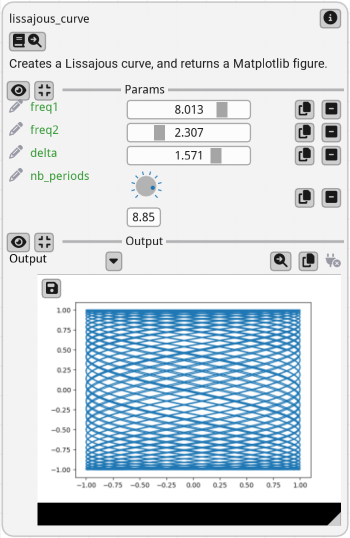 lissajous_curve
Creates a Lissajous curve, and returns a Matplotlib figure.
Params
freq1
8.013
freq2
2.307
delta
1.571
nb_periods
8.85
Output
Output
1.00
0.75
0.50
0.25
0.00
−0.25
−0.50
−0.75
−1.00
−1.00 −0.75 −0.50 −0.25 0.00 0.25 0.50 0.75 1.00